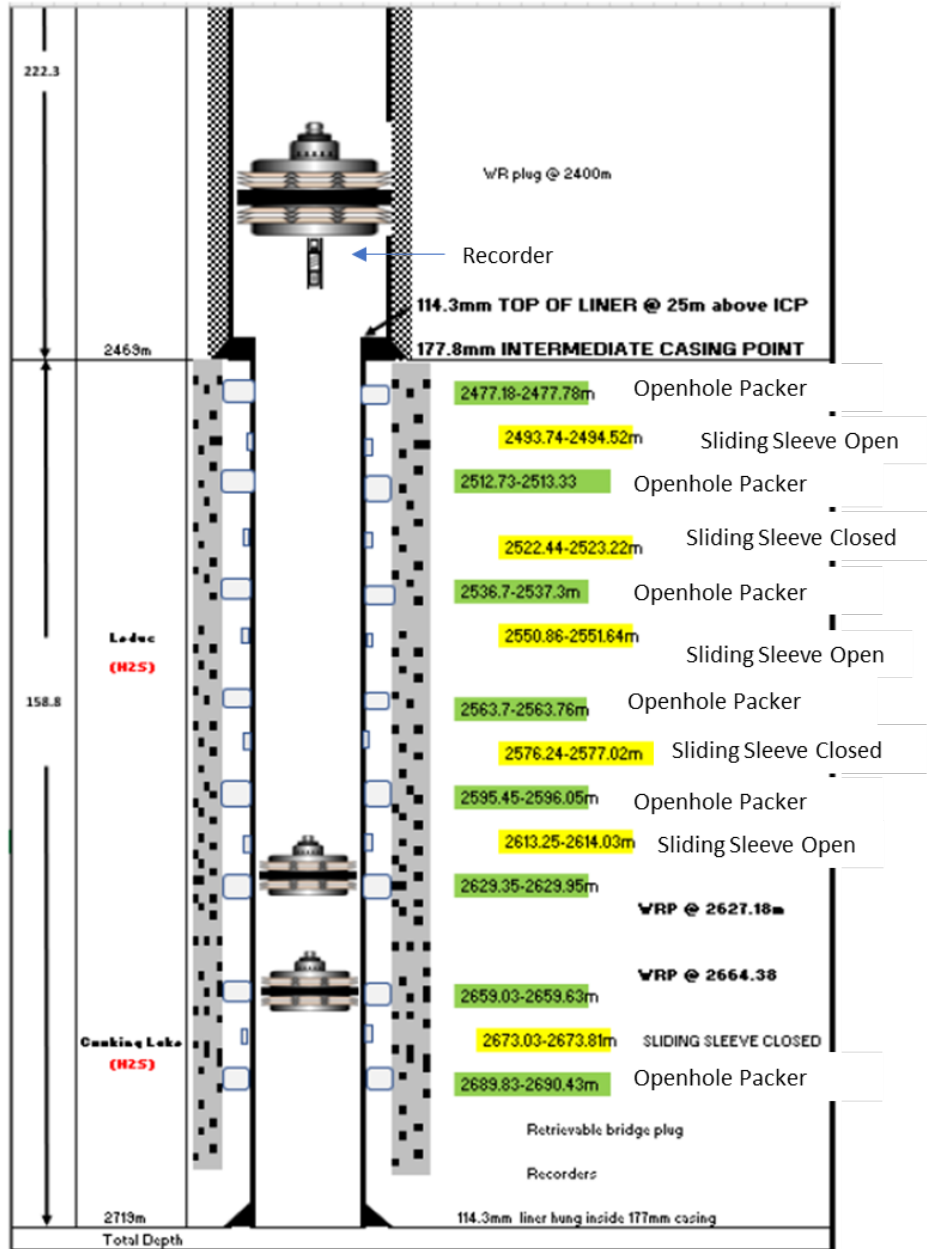 222.3
WR plug @ 2400m
Recorder
114.3mm TOP OF LINER @ 25m above ICP
2469m
177.8mm INTERMEDIATE CASING POINT
2477.18-2477.78m Openhole Packer
2493.74-2494.52m Sliding Sleeve Open
2512.73-2513.33 Openhole Packer
2522.44-2523.22m Sliding Sleeve Closed
2536.7-2537.3m Openhole Packer
2550.86-2551.64m Sliding Sleeve Open
Leduc
(H2S)
158.8
2563.7-2563.76m Openhole Packer
2576.24-2577.02m Sliding Sleeve Closed
2595.45-2596.05m Openhole Packer
2613.25-2614.03m Sliding Sleeve Open
2629.35-2629.95m
WRP @ 2627.18m
WRP @ 2664.38
2659.03-2659.63m
Cooking Lake
(H2S)
2673.03-2673.81m SLIDING SLEEVE CLOSED
2689.83-2690.43m Openhole Packer
Retrievable bridge plug
Recorders
2719m
114.3mm liner hung inside 177mm casing
Total Depth